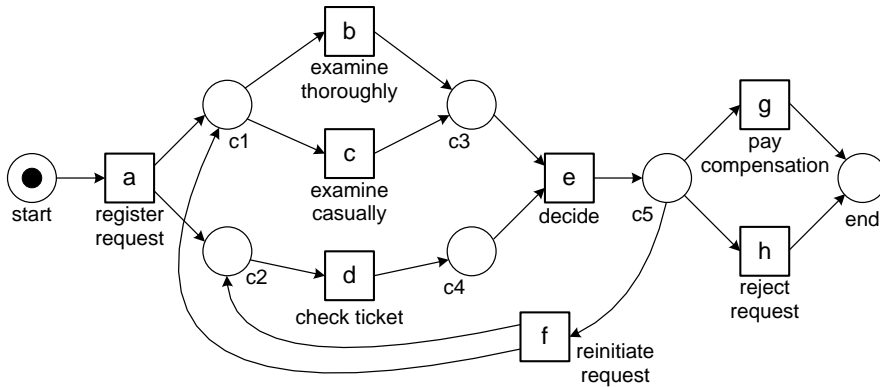 b
examine
thoroughly
c1
c3
g
pay
compensation
c
examine
casually
start
a
register
request
e
decide
c5
end
c2
d
check ticket
c4
h
reject
request
f
reinitiate
request